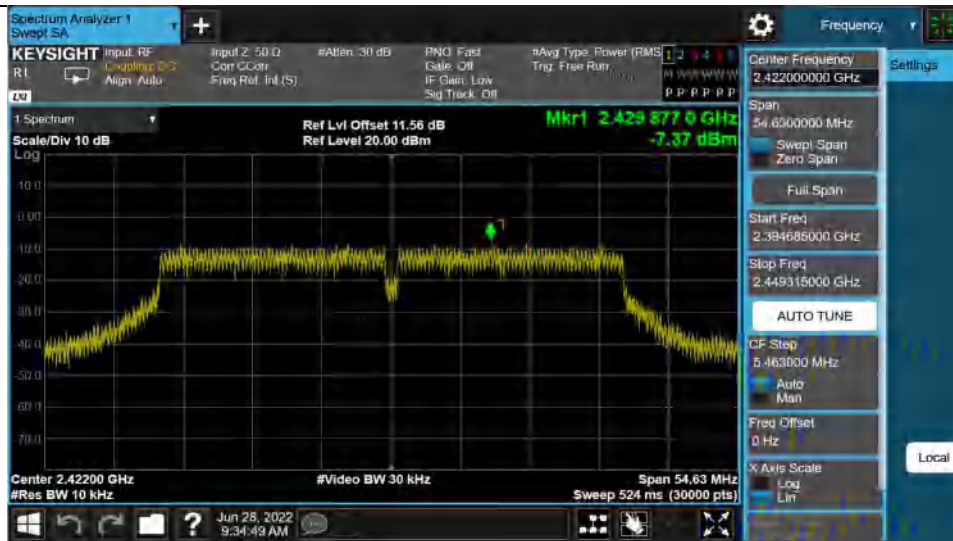 Spectrum Analyzer 1
Swept SA
+
Frequency
KEYSIGHT
Input: RF
Coupling: DC
Align: Auto
Input Z: 50 Ω
Corr CCorr
Freq Ref: Int (S)
#Atten: 30 dB
PNO: Fast
Gate: Off
IF Gain: Low
Sig Track: Off
#Avg Type: Power (RMS
Trig: Free Run
LXI
P P P P P P
Center Frequency
2.422000000 GHz
Settings
1 Spectrum
Scale/Div 10 dB
Log
Ref Lvl Offset 11.56 dB
Ref Level 20.00 dBm
Mkr1 2.429 877 0 GHz
-7.37 dBm
Span
54.6300000 MHz
Swept Span
Zero Span
Full Span
Start Freq
2.394685000 GHz
Stop Freq
2.449315000 GHz
AUTO TUNE
CF Step
5.463000 MHz
Auto
Man
Freq Offset
0 Hz
X Axis Scale
Log
Lin
Local
10.0
0.00
-10.0
-20.0
-30.0
-40.0
-50.0
-60.0
-70.0
Center 2.42200 GHz
#Res BW 10 kHz
#Video BW 30 kHz
Span 54.63 MHz
Sweep 524 ms (30000 pts)
?
Jun 28, 2022
9:34:49 AM